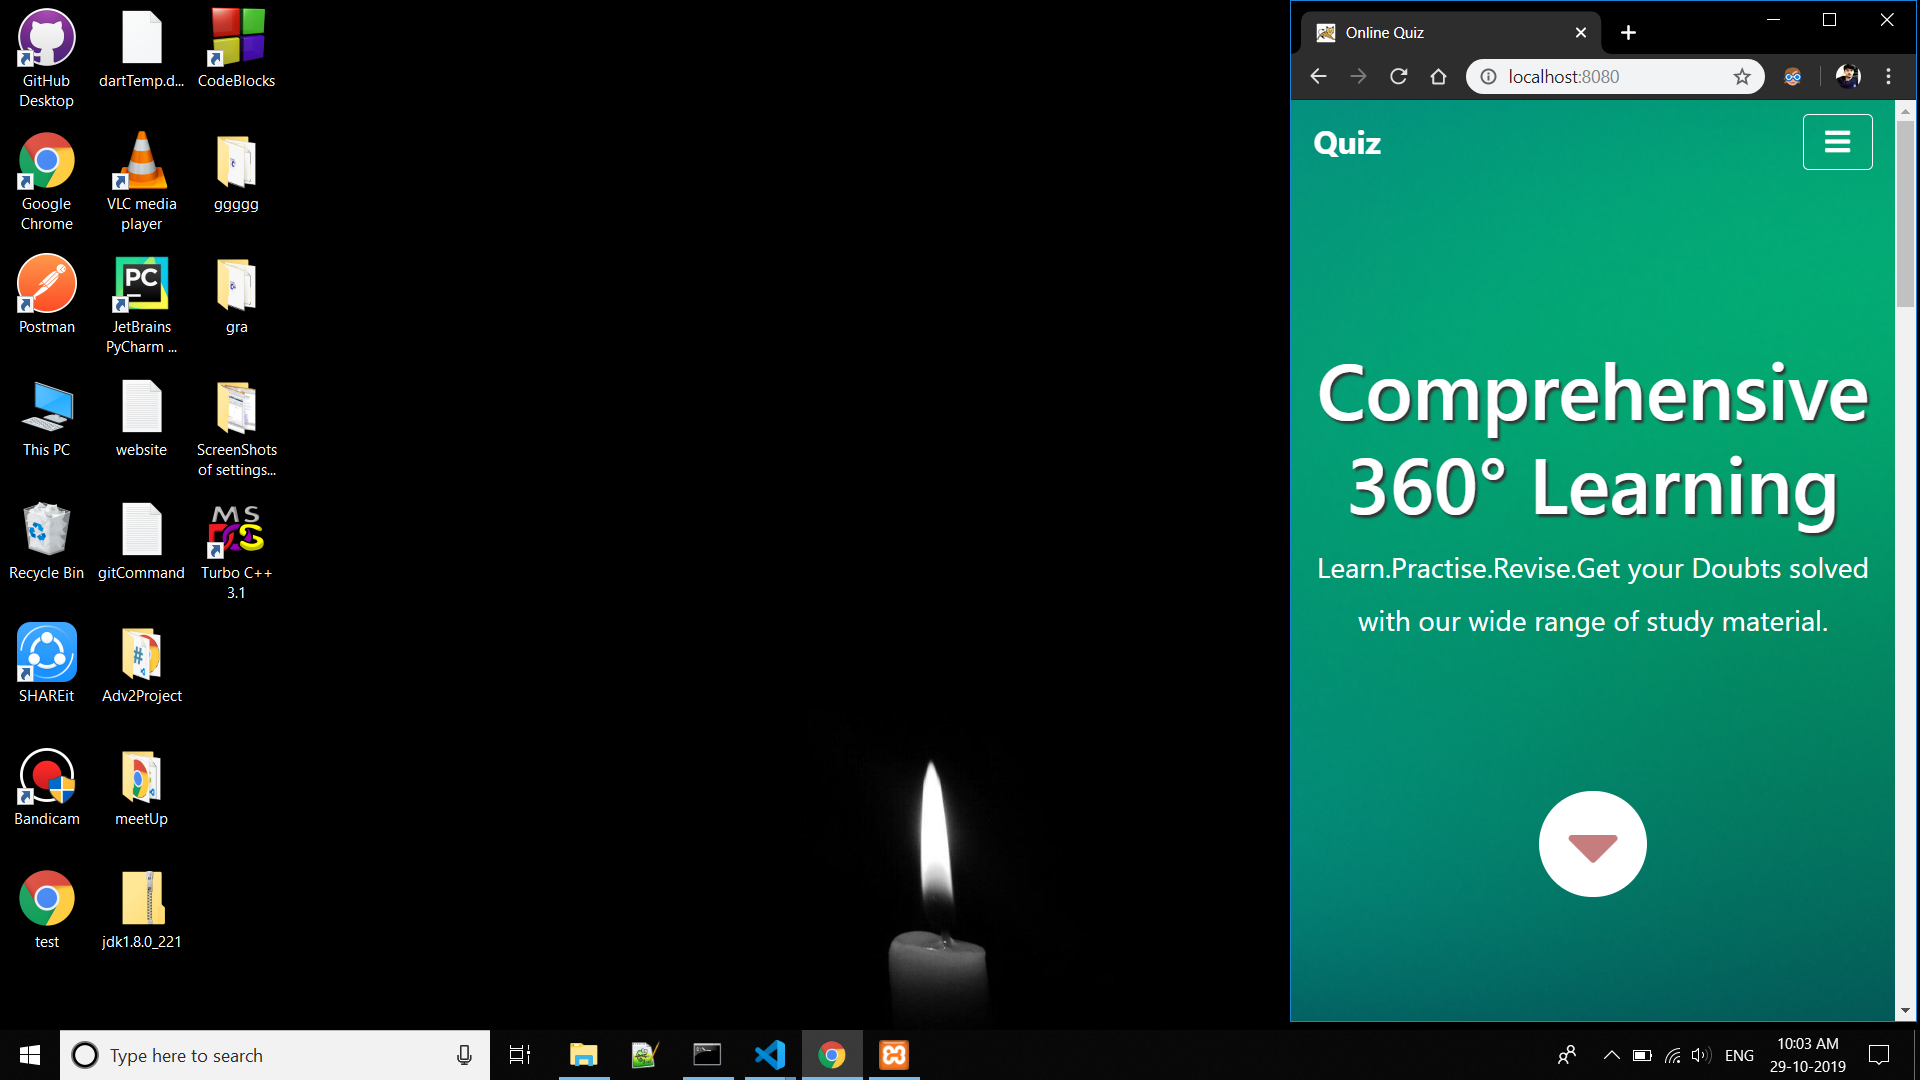 GitHub
Desktop
dartTemp.d...
CodeBlocks
Google
Chrome
VLC media
player
ggggg
Postman
PC
JetBrains
PyCharm ...
gra
This PC
website
ScreenShots
of settings...
Recycle Bin
gitCommand
MS
DOS
Turbo C++
3.1
SHAREit
#
Adv2Project
Bandicam
meetUp
test
jdk1.8.0_221
Online Quiz
localhost:8080
Quiz
Comprehensive
360° Learning
Learn.Practise.Revise.Get your Doubts solved
with our wide range of study material.
Type here to search
ENG
10:03 AM
29-10-2019